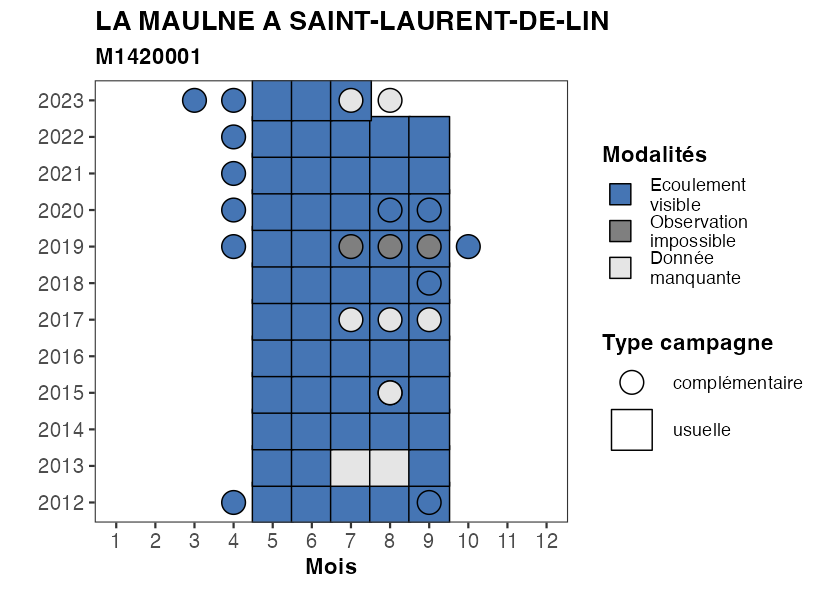 LA MAULNE A SAINT-LAURENT-DE-LIN
M1420001
2023
2022
2021
2020
2019
2018
2017
2016
2015
2014
2013
2012
1 2 3 4 5 6 7 8 9 10 11 12
Mois
Modalités
Ecoulement
visible
Observation
impossible
Donnée
manquante
Type campagne
complémentaire
usuelle